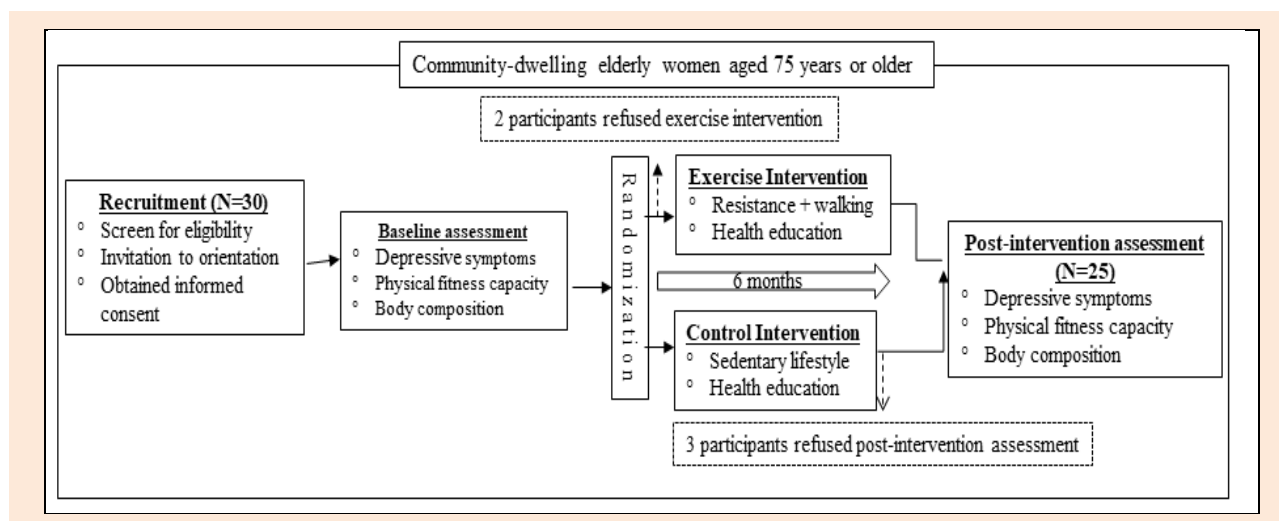 Community-dwelling elderly women aged 75 years or older
2 participants refused exercise intervention
Recruitment (N=30)
° Screen for eligibility
° Invitation to orientation
° Obtained informed
consent
Baseline assessment
° Depressive symptoms
° Physical fitness capacity
° Body composition
Randomization
Exercise Intervention
° Resistance + walking
° Health education
6 months
Control Intervention
° Sedentary lifestyle
° Health education
Post-intervention assessment
(N=25)
° Depressive symptoms
° Physical fitness capacity
° Body composition
3 participants refused post-intervention assessment